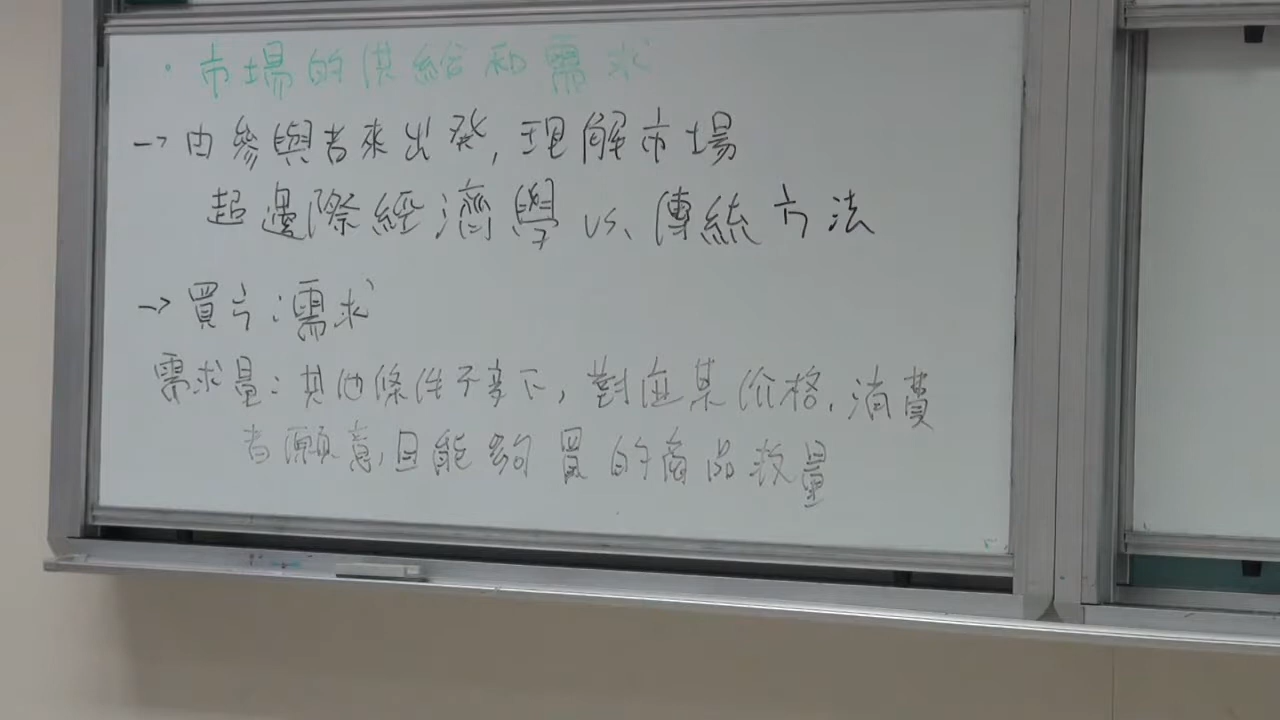 ·市場的供給和需求
→由參與者來出發,理解市場
超邊際經濟學 vs. 傳統方法
→買方:需求
需求量:其他條件不變下,對應某价格,消費
者願意且能夠買的商品数量